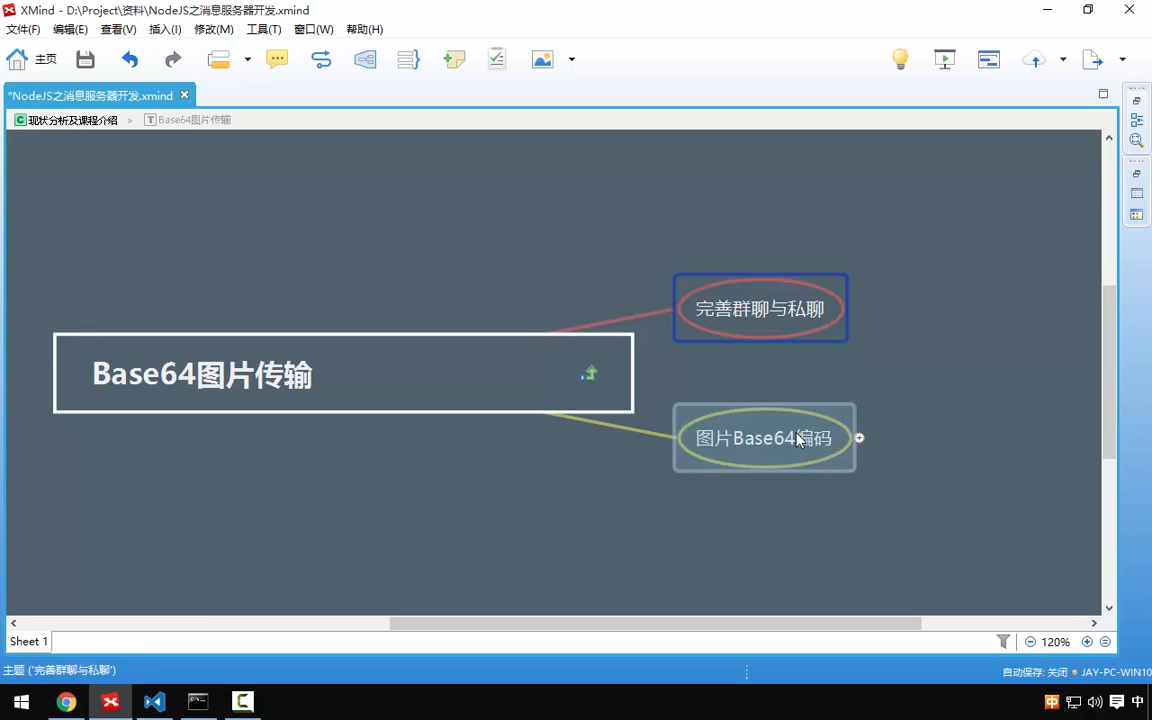 XMind - D:\Project\资料\NodeJS之消息服务器开发.xmind
文件(F) 编辑(E) 查看(V) 插入(I) 修改(M) 工具(T) 窗口(W) 帮助(H)
主页
*NodeJS之消息服务器开发.xmind
C 现状分析及课程介绍 > T Base64图片传输
完善群聊与私聊
Base64图片传输
图片Base64编码
Sheet 1
120%
主题 ('完善群聊与私聊')
自动保存: 关闭 JAY-PC-WIN10
中 中